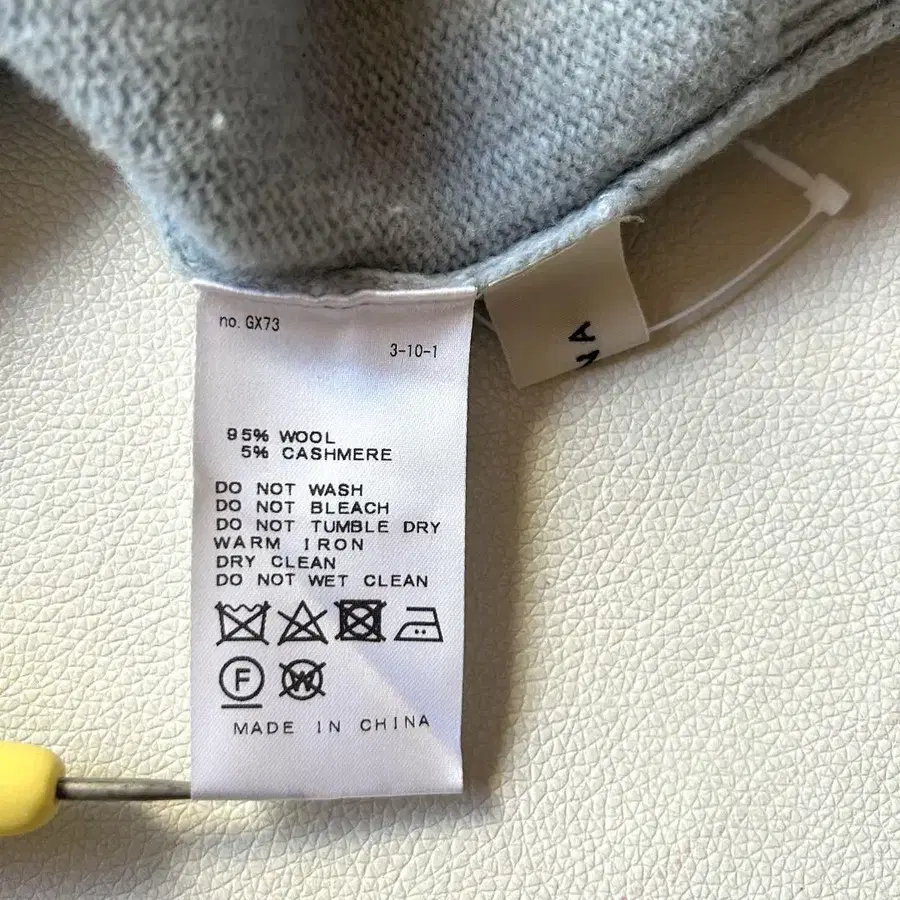 no. GX73
3-10-1
95% WOOL
5% CASHMERE
DO NOT WASH
DO NOT BLEACH
DO NOT TUMBLE DRY
WARM IRON
DRY CLEAN
DO NOT WET CLEAN
F W
MADE IN CHINA